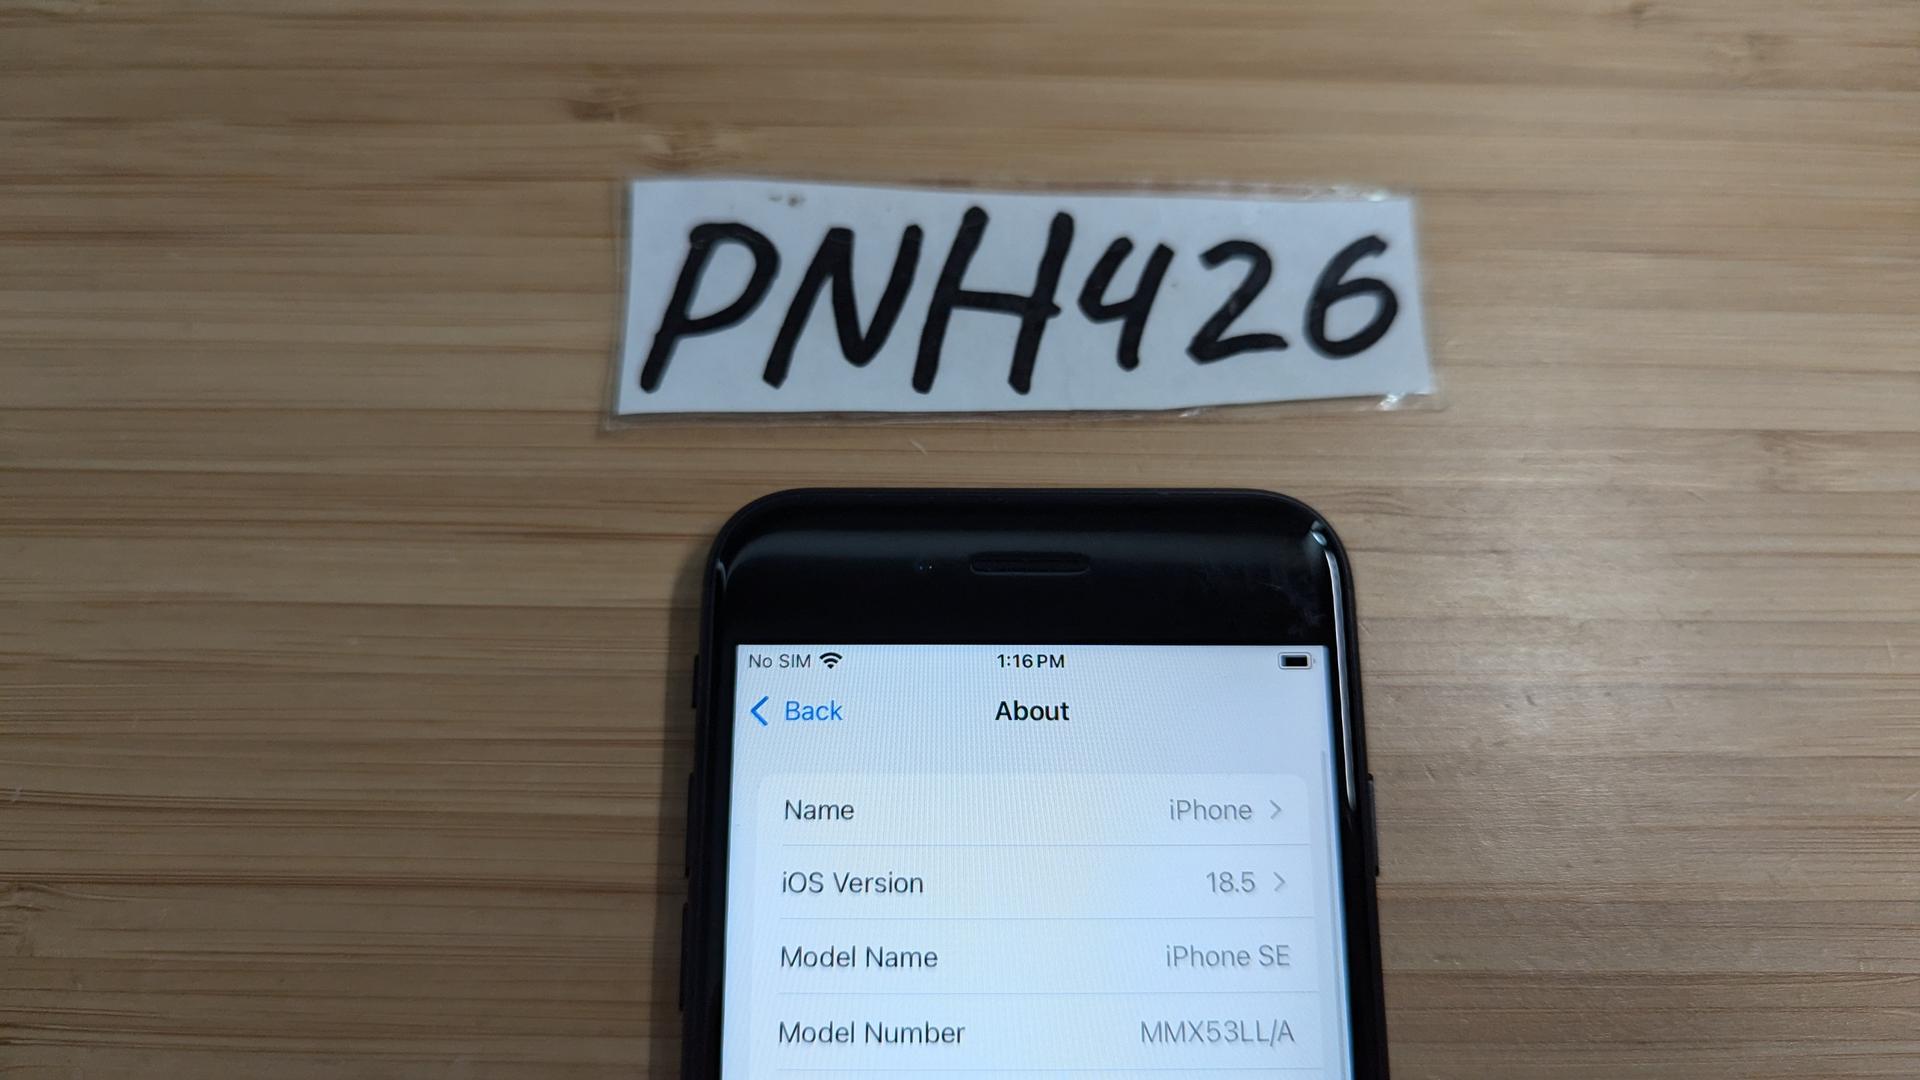 PNH426
No SIM 1:16 PM
Back About
Name iPhone
iOS Version 18.5
Model Name iPhone SE
Model Number MMX53LL/A